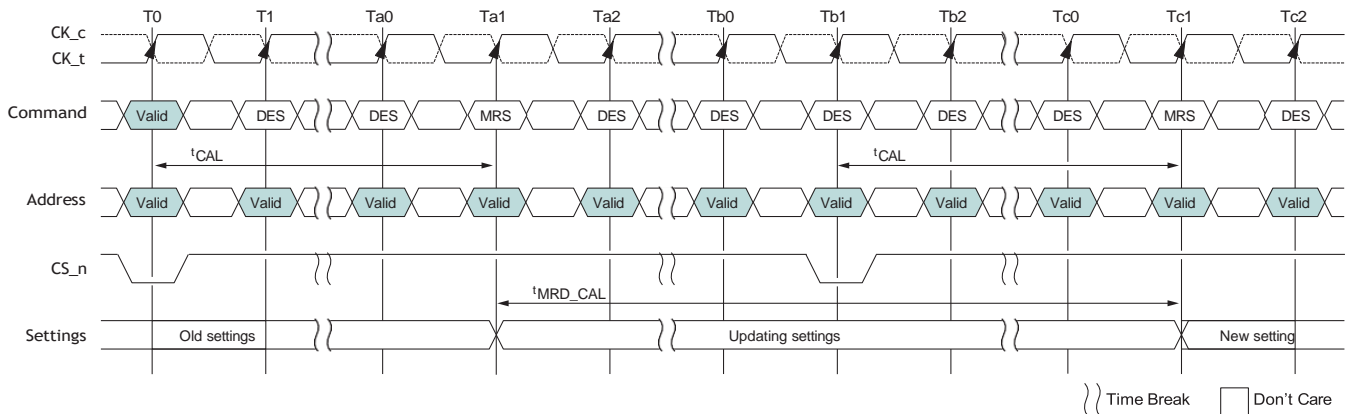 T0 T1 Ta0 Ta1 Ta2 Tb0 Tb1 Tb2 Tc0 Tc1 Tc2
CK_c
CK_t
Command Valid DES DES MRS DES DES DES DES DES MRS DES
tCAL tCAL
Address Valid Valid Valid Valid Valid Valid Valid Valid Valid Valid Valid
CS_n
tMRD_CAL
Settings Old settings Updating settings New setting
Time Break Don't Care